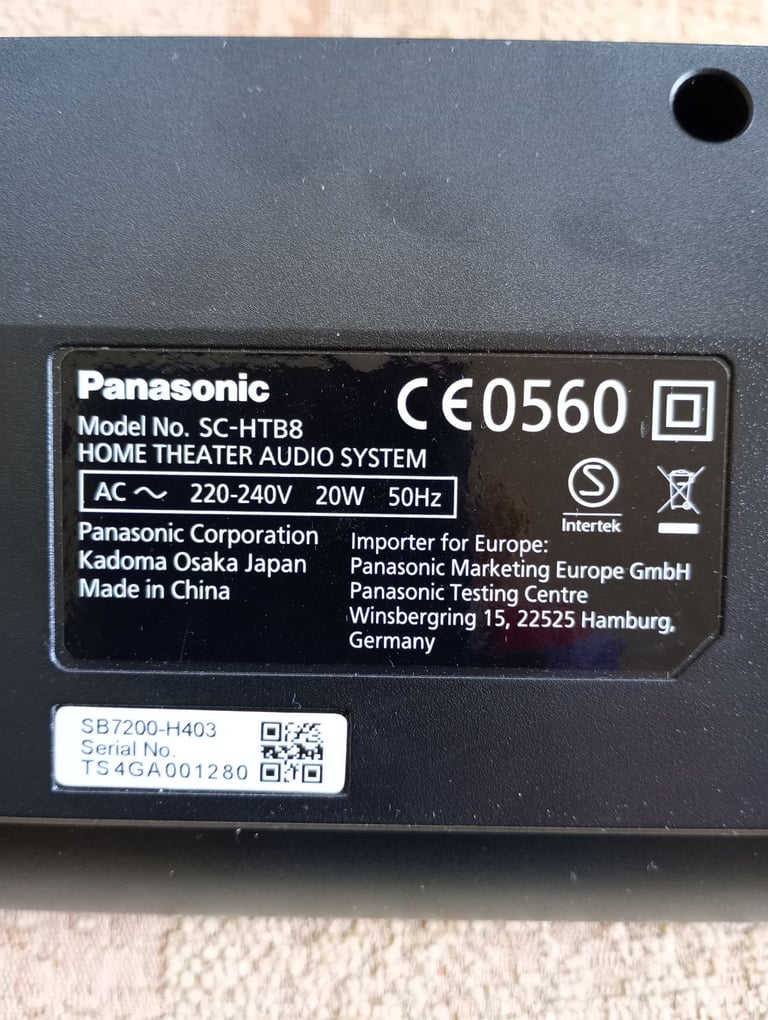 Panasonic
Model No. SC-HTB8
HOME THEATER AUDIO SYSTEM
AC ~ 220-240V 20W 50Hz
Panasonic Corporation
Kadoma Osaka Japan
Made in China
CE0560
S
Intertek
Importer for Europe:
Panasonic Marketing Europe GmbH
Panasonic Testing Centre
Winsbergring 15, 22525 Hamburg,
Germany
SB7200-H403
Serial No.
TS4GA001280